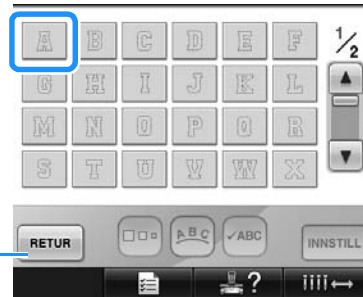 A B C D E F 1/2
G H I J K L
M N O P Q R
S T U V W X
RETUR ABC ✓ABC INNSTILL
?